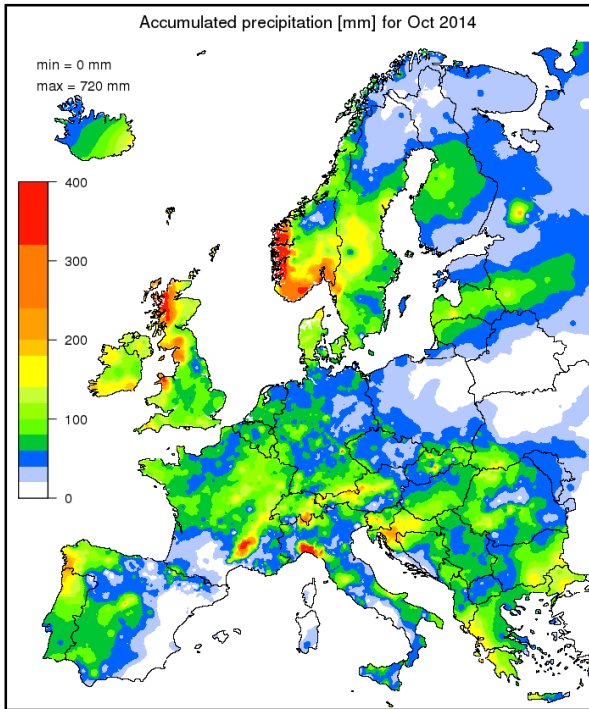 Accumulated precipitation [mm] for Oct 2014
min = 0 mm
max = 720 mm
400
300
200
100
0